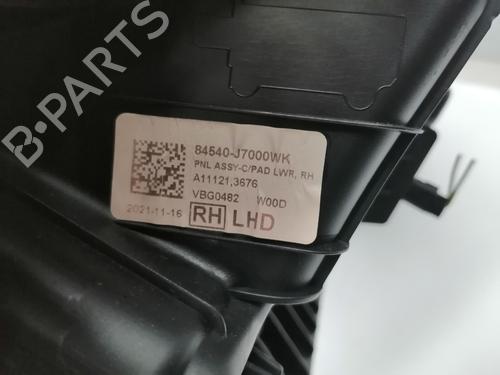 84540-J7000WK
PNL ASSY-C/PAD LWR, RH
A11121,3676
VBG0482 W00D
2021-11-16 RH LHD
B-PARTS